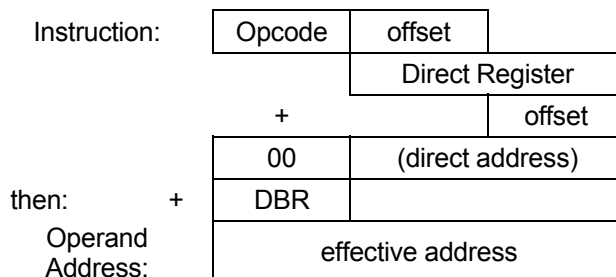 Instruction: Opcode offset
Direct Register
+ offset
00 (direct address)
then: + DBR
Operand
Address: effective address